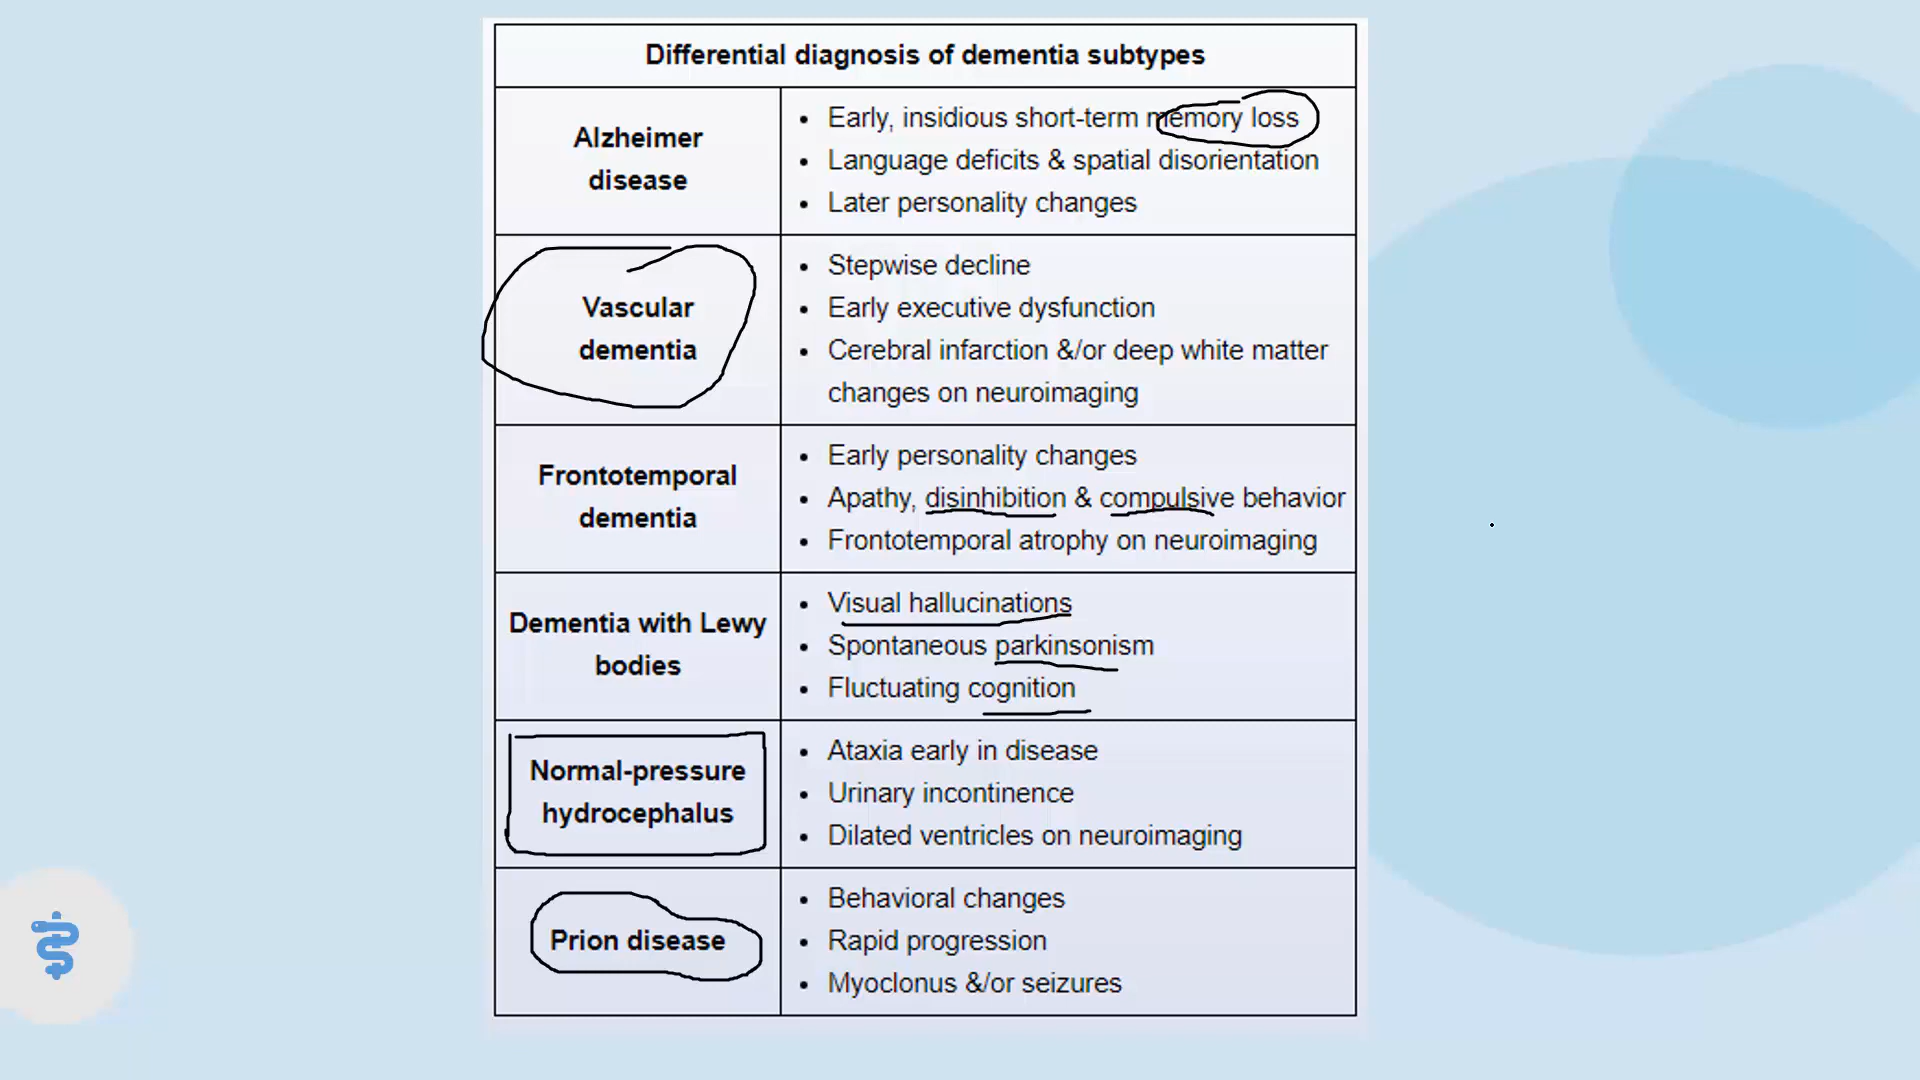 Differential diagnosis of dementia subtypes
Alzheimer
disease
• Early, insidious short-term memory loss
• Language deficits & spatial disorientation
• Later personality changes
Vascular
dementia
• Stepwise decline
• Early executive dysfunction
• Cerebral infarction &/or deep white matter
changes on neuroimaging
Frontotemporal
dementia
• Early personality changes
• Apathy, disinhibition & compulsive behavior
• Frontotemporal atrophy on neuroimaging
Dementia with Lewy
bodies
• Visual hallucinations
• Spontaneous parkinsonism
• Fluctuating cognition
Normal-pressure
hydrocephalus
• Ataxia early in disease
• Urinary incontinence
• Dilated ventricles on neuroimaging
Prion disease
• Behavioral changes
• Rapid progression
• Myoclonus &/or seizures